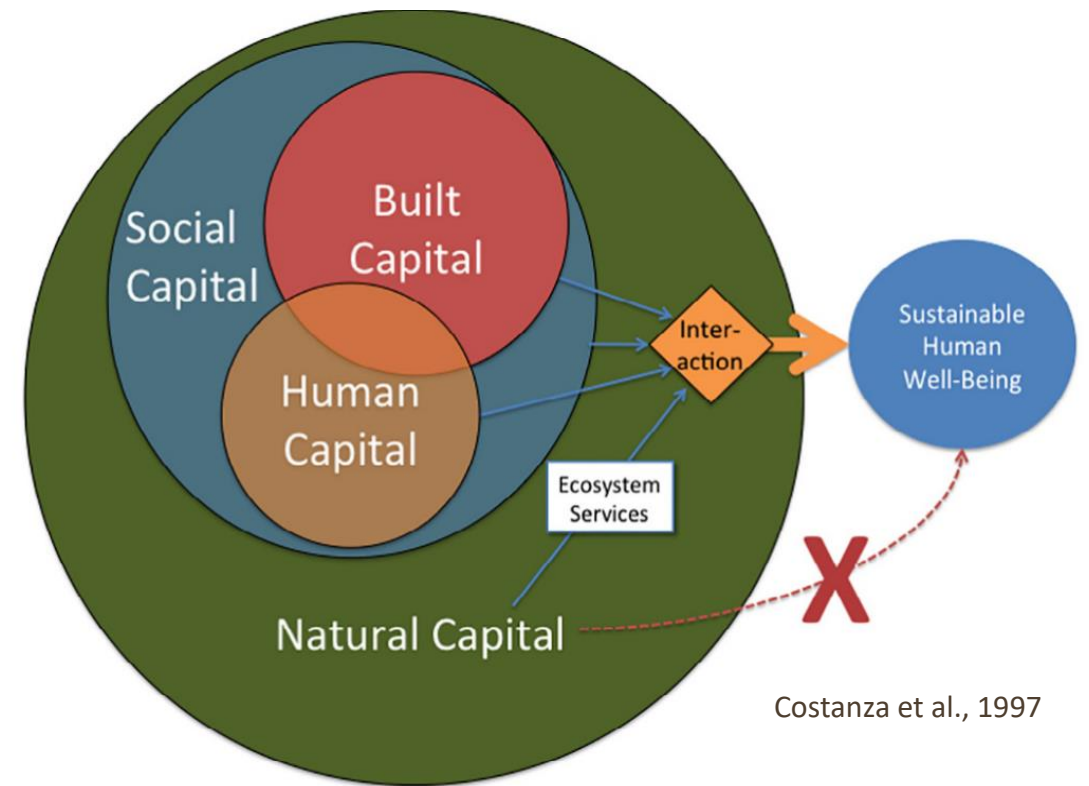 Built
Capital
Social
Capital
Human
Capital
Inter-
action
Sustainable
Human
Well-Being
Ecosystem
Services
Natural Capital
X
Costanza et al., 1997